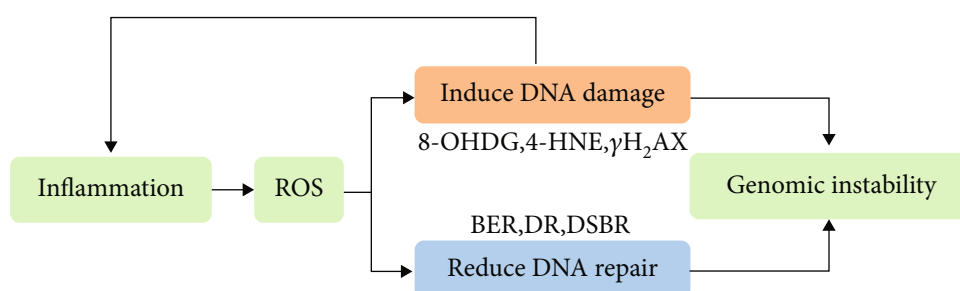 Induce DNA damage
8-OHDG,4-HNE,γH₂AX
Inflammation
ROS
Genomic instability
BER,DR,DSBR
Reduce DNA repair